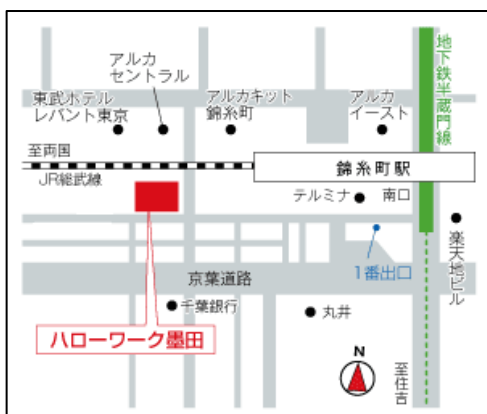 アルカ
セントラル
東武ホテル
レバント東京
アルカキット
錦糸町
アルカ
イースト
地下鉄半蔵門線
至両国
JR総武線
錦糸町駅
テルミナ
南口
楽天地ビル
1番出口
京葉道路
千葉銀行
丸井
ハローワーク墨田
N
至住吉